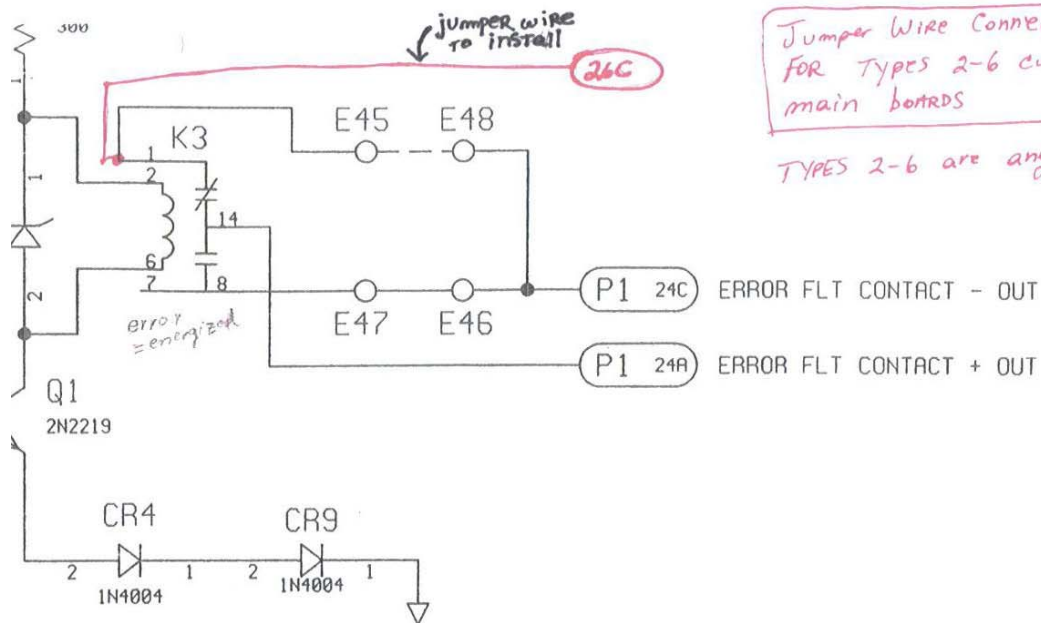 300
jumper wire
TO install
26C
Jumper Wire
FOR Types 2-6
main boards
TYPES 2-6 are
K3
E45 E48
1
2
1
14
6
7
8
2
error
=energized
E47 E46
P1 24C ERROR FLT CONTACT - OUT
P1 24A ERROR FLT CONTACT + OUT
Q1
2N2219
CR4
CR9
2
1
2
1
1N4004
1N4004